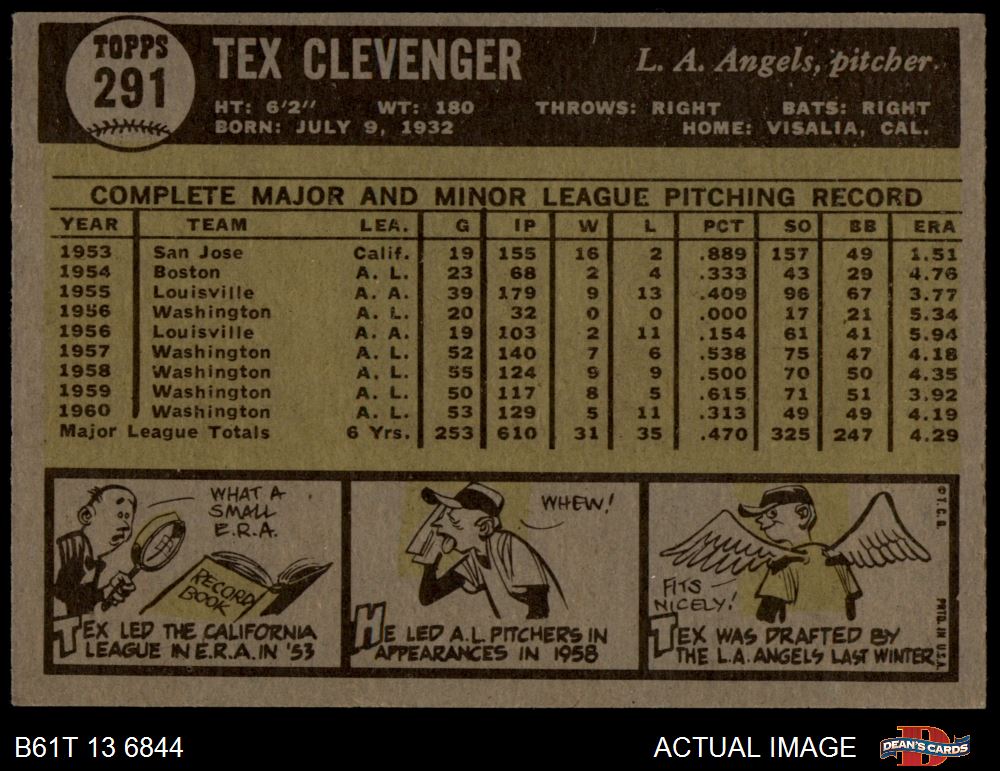 TOPPS
291
TEX CLEVENGER
L. A. Angels, pitcher
HT: 6'2" WT: 180 THROWS: RIGHT BATS: RIGHT
BORN: JULY 9, 1932 HOME: VISALIA, CAL.
COMPLETE MAJOR AND MINOR LEAGUE PITCHING RECORD
YEAR TEAM LEA. G IP W L PCT SO BB ERA
1953 San Jose Calif. 19 155 16 2 .889 157 49 1.51
1954 Boston A. L. 23 68 2 4 .333 43 29 4.76
1955 Louisville A. A. 39 179 9 13 .409 96 67 3.77
1956 Washington A. L. 20 32 0 0 .000 17 21 5.34
1956 Louisville A. A. 19 103 2 11 .154 61 41 5.94
1957 Washington A. L. 52 140 7 6 .538 75 47 4.18
1958 Washington A. L. 55 124 9 9 .500 70 50 4.35
1959 Washington A. L. 50 117 8 5 .615 71 51 3.92
1960 Washington A. L. 53 129 5 11 .313 49 49 4.19
Major League Totals 6 Yrs. 253 610 31 35 .470 325 247 4.29
WHAT A
SMALL
E.R.A.
RECORD
BOOK
TEX LED THE CALIFORNIA
LEAGUE IN E.R.A. IN '53
WHEW!
HE LED A.L. PITCHERS IN
APPEARANCES IN 1958
FITS
NICELY!
TEX WAS DRAFTED BY
THE L.A. ANGELS LAST WINTER
© T. C. G.
PRTD. IN U.S.A.
B61T 13 6844
ACTUAL IMAGE
DEAN'S CARDS